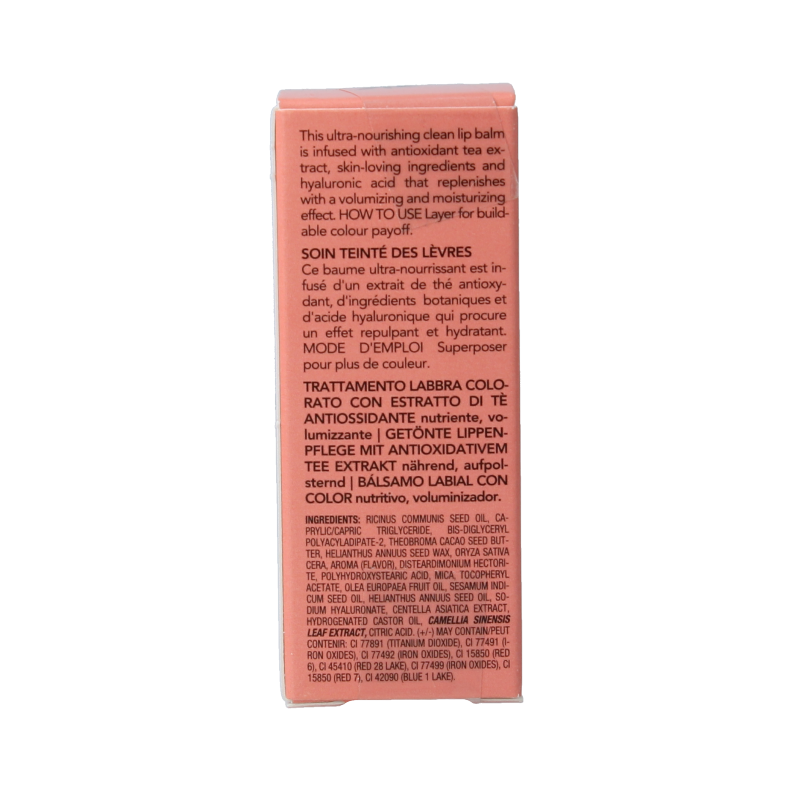 This ultra-nourishing clean lip balm
is infused with antioxidant tea ex-
tract, skin-loving ingredients and
hyaluronic acid that replenishes
with a volumizing and moisturizing
effect. HOW TO USE Layer for build-
able colour payoff.
SOIN TEINTÉ DES LÈVRES
Ce baume ultra-nourrissant est in-
fusé d'un extrait de thé antioxy-
dant, d'ingrédients botaniques et
d'acide hyaluronique qui procure
un effet repulpant et hydratant.
MODE D'EMPLOI Superposer
pour plus de couleur.
TRATTAMENTO LABBRA COLO-
RATO CON ESTRATTO DI TÈ
ANTIOSSIDANTE nutriente, vo-
lumizzante | GETÖNTE LIPPEN-
PFLEGE MIT ANTIOXIDATIVEM
TEE EXTRAKT nährend, aufpol-
sternd | BÁLSAMO LABIAL CON
COLOR nutritivo, voluminizador.
INGREDIENTS: RICINUS COMMUNIS SEED OIL, CA-
PRYLIC/CAPRIC TRIGLYCERIDE, BIS-DIGLYCERYL
POLYACYLADIPATE-2, THEOBROMA CACAO SEED BUT-
TER, HELIANTHUS ANNUUS SEED WAX, ORYZA SATIVA
CERA, AROMA (FLAVOR), DISTEARDIMONIUM HECTORI-
TE, POLYHYDROXYSTEARIC ACID, MICA, TOCOPHERYL
ACETATE, OLEA EUROPAEA FRUIT OIL, SESAMUM INDI-
CUM SEED OIL, HELIANTHUS ANNUUS SEED OIL, SO-
DIUM HYALURONATE, CENTELLA ASIATICA EXTRACT,
HYDROGENATED CASTOR OIL, CAMELLIA SINENSIS
LEAF EXTRACT, CITRIC ACID. (+/-) MAY CONTAIN/PEUT
CONTENIR: CI 77891 (TITANIUM DIOXIDE), CI 77491 (I-
RON OXIDES), CI 77492 (IRON OXIDES), CI 15850 (RED
6), CI 45410 (RED 28 LAKE), CI 77499 (IRON OXIDES), CI
15850 (RED 7), CI 42090 (BLUE 1 LAKE).